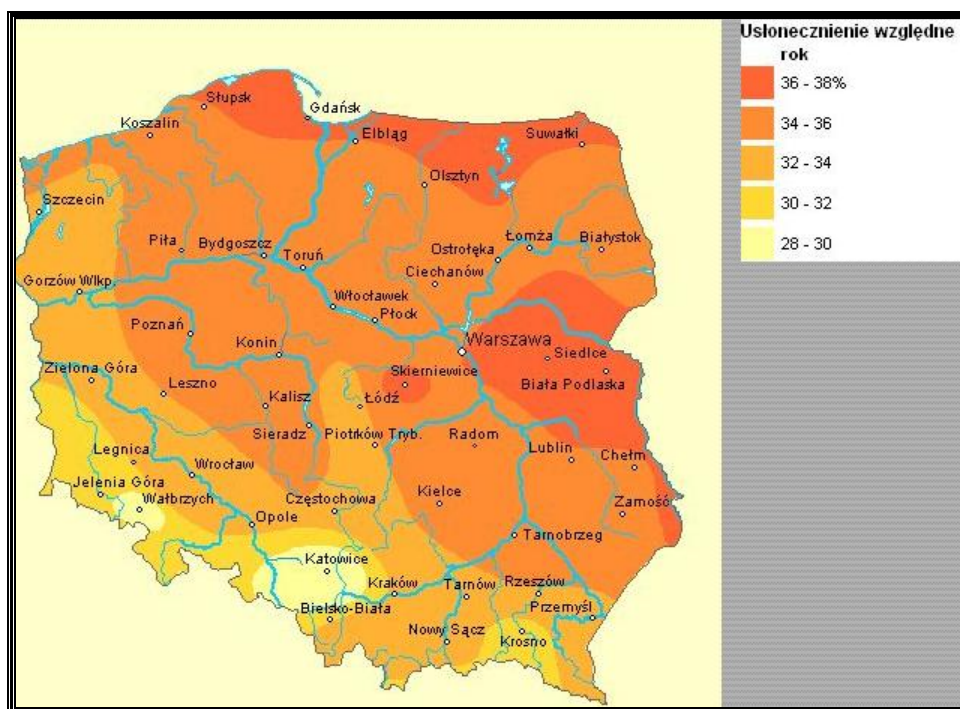 Usłonecznienie względne
rok
36 - 38%
34 - 36
32 - 34
30 - 32
28 - 30
Słupsk
Gdańsk
Koszalin
Elbląg
Suwałki
Olsztyn
Szczecin
Piła
Bydgoszcz
Toruń
Ostrołęka
Łomża
Białystok
Ciechanów
Gorzów Wlkp.
Włocławek
Płock
Poznań
Konin
Warszawa
Siedlce
Zielona Góra
Leszno
Skierniewice
Biała Podlaska
Kalisz
Łódź
Sieradz
Piotrków Tryb.
Radom
Lublin
Chełm
Legnica
Wrocław
Jelenia Góra
Wałbrzych
Częstochowa
Kielce
Zamość
Opole
Tarnobrzeg
Katowice
Kraków
Tarnów
Rzeszów
Bielsko-Biała
Przemyśl
Nowy Sącz
Krosno